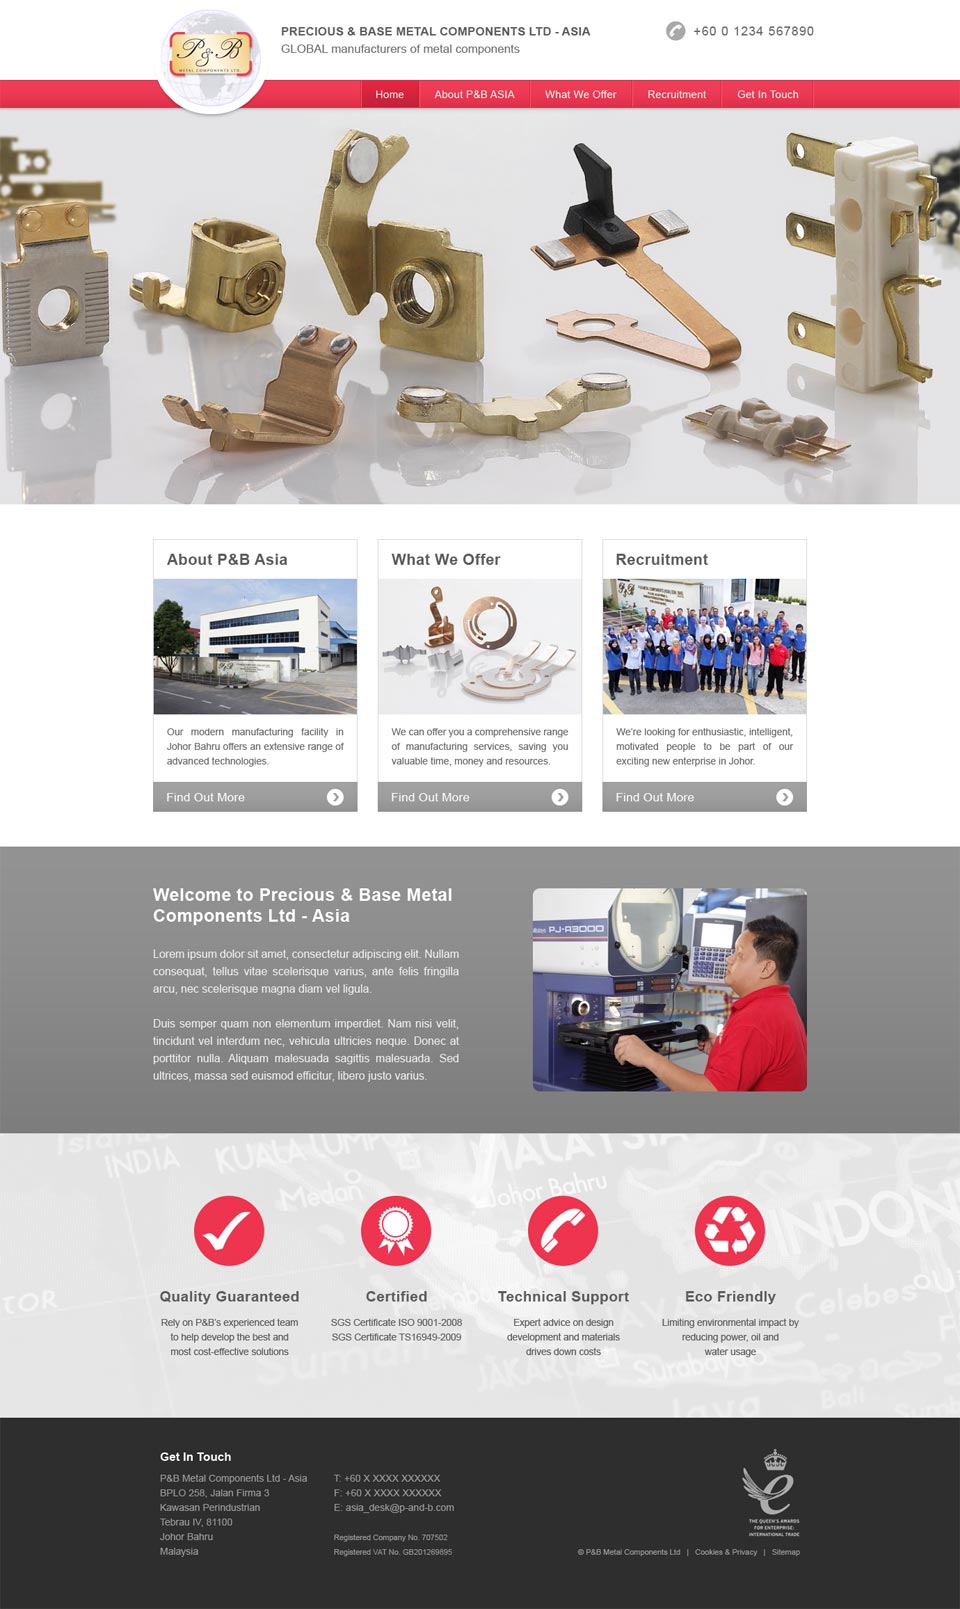 P&B
METAL COMPONENTS LTD.
PRECIOUS & BASE METAL COMPONENTS LTD - ASIA
GLOBAL manufacturers of metal components
+60 0 1234 567890
Home
About P&B ASIA
What We Offer
Recruitment
Get In Touch
About P&B Asia
Our modern manufacturing facility in
Johor Bahru offers an extensive range of
advanced technologies.
Find Out More
What We Offer
We can offer you a comprehensive range
of manufacturing services, saving you
valuable time, money and resources.
Find Out More
Recruitment
We're looking for enthusiastic, intelligent,
motivated people to be part of our
exciting new enterprise in Johor.
Find Out More
Welcome to Precious & Base Metal
Components Ltd - Asia
Lorem ipsum dolor sit amet, consectetur adipiscing elit. Nullam
consequat, tellus vitae scelerisque varius, ante felis fringilla
arcu, nec scelerisque magna diam vel ligula.
Duis semper quam non elementum imperdiet. Nam nisi velit,
tincidunt vel interdum nec, vehicula ultricies neque. Donec at
porttitor nulla. Aliquam malesuada sagittis malesuada. Sed
ultrices, massa sed euismod efficitur, libero justo varius.
PJ-A3000
INDIA
KUALA LUMPUR
MALAYSIA
Medan
Johor Bahru
INDON
Quality Guaranteed
Rely on P&B's experienced team
to help develop the best and
most cost-effective solutions
Certified
SGS Certificate ISO 9001-2008
SGS Certificate TS16949-2009
Technical Support
Expert advice on design
development and materials
drives down costs
Eco Friendly
Limiting environmental impact by
reducing power, oil and
water usage
TOR
Celebes
Sumatra
JAKARTA
Surabaya
Java
Bali
Get In Touch
P&B Metal Components Ltd - Asia
BPLO 258, Jalan Firma 3
Kawasan Perindustrian
Tebrau IV, 81100
Johor Bahru
Malaysia
T: +60 X XXXX XXXXXX
F: +60 X XXXX XXXXXX
E: asia_desk@p-and-b.com
Registered Company No. 707502
Registered VAT No. GB201269895
THE QUEEN'S AWARDS
FOR ENTERPRISE:
INTERNATIONAL TRADE
© P&B Metal Components Ltd | Cookies & Privacy | Sitemap